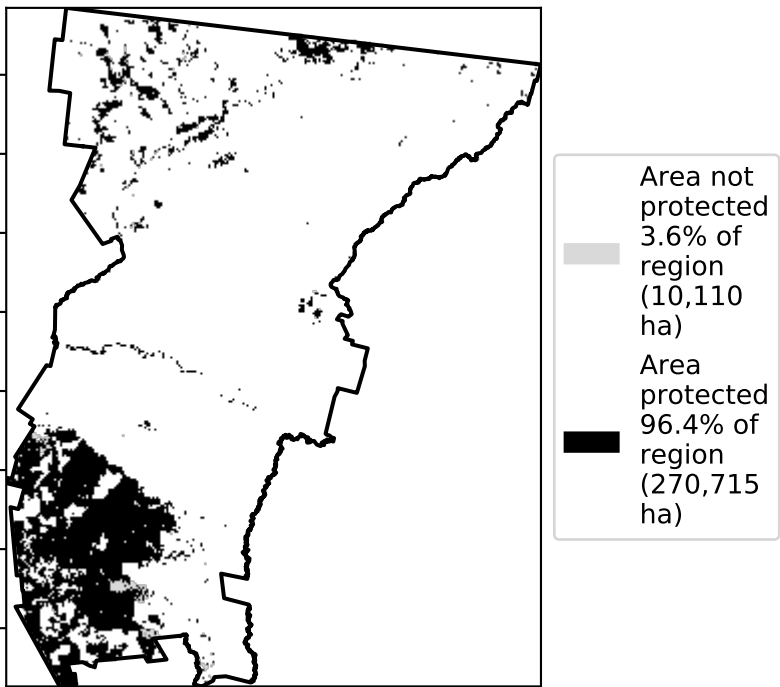 Area not
protected
3.6% of
region
(10,110
ha)
Area
protected
96.4% of
region
(270,715
ha)